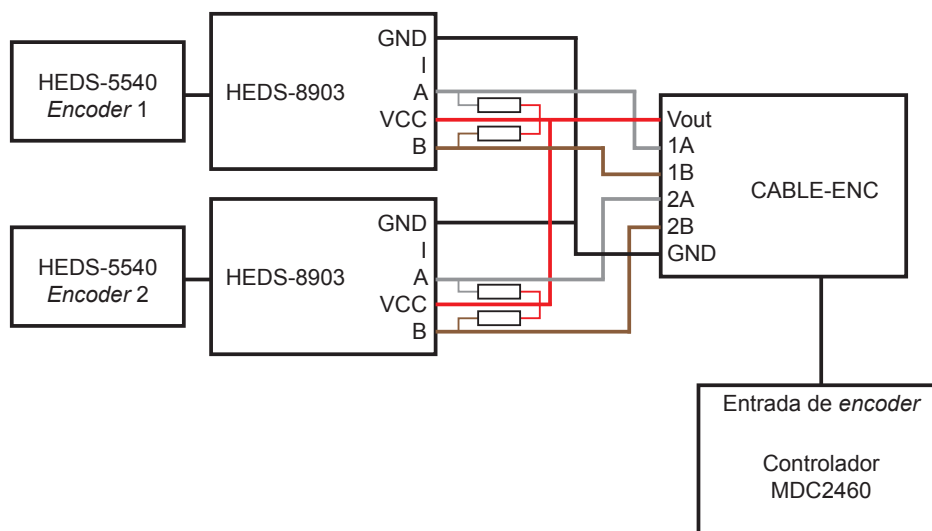 HEDS-5540
Encoder 1
HEDS-8903
GND
I
A
VCC
B
HEDS-5540
Encoder 2
HEDS-8903
GND
I
A
VCC
B
Vout
1A
1B
2A
2B
GND
CABLE-ENC
Entrada de encoder
Controlador
MDC2460